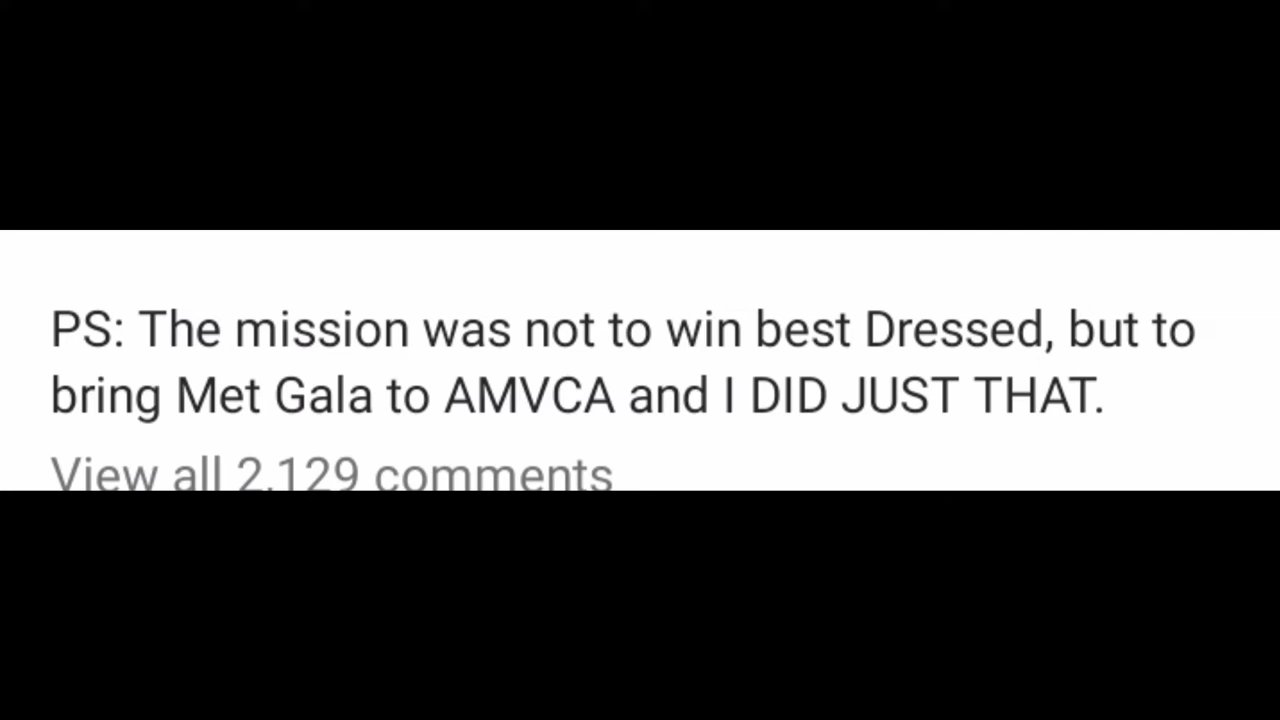 PS: The mission was not to win best Dressed, but to
bring Met Gala to AMVCA and I DID JUST THAT.
View all 2,129 comments